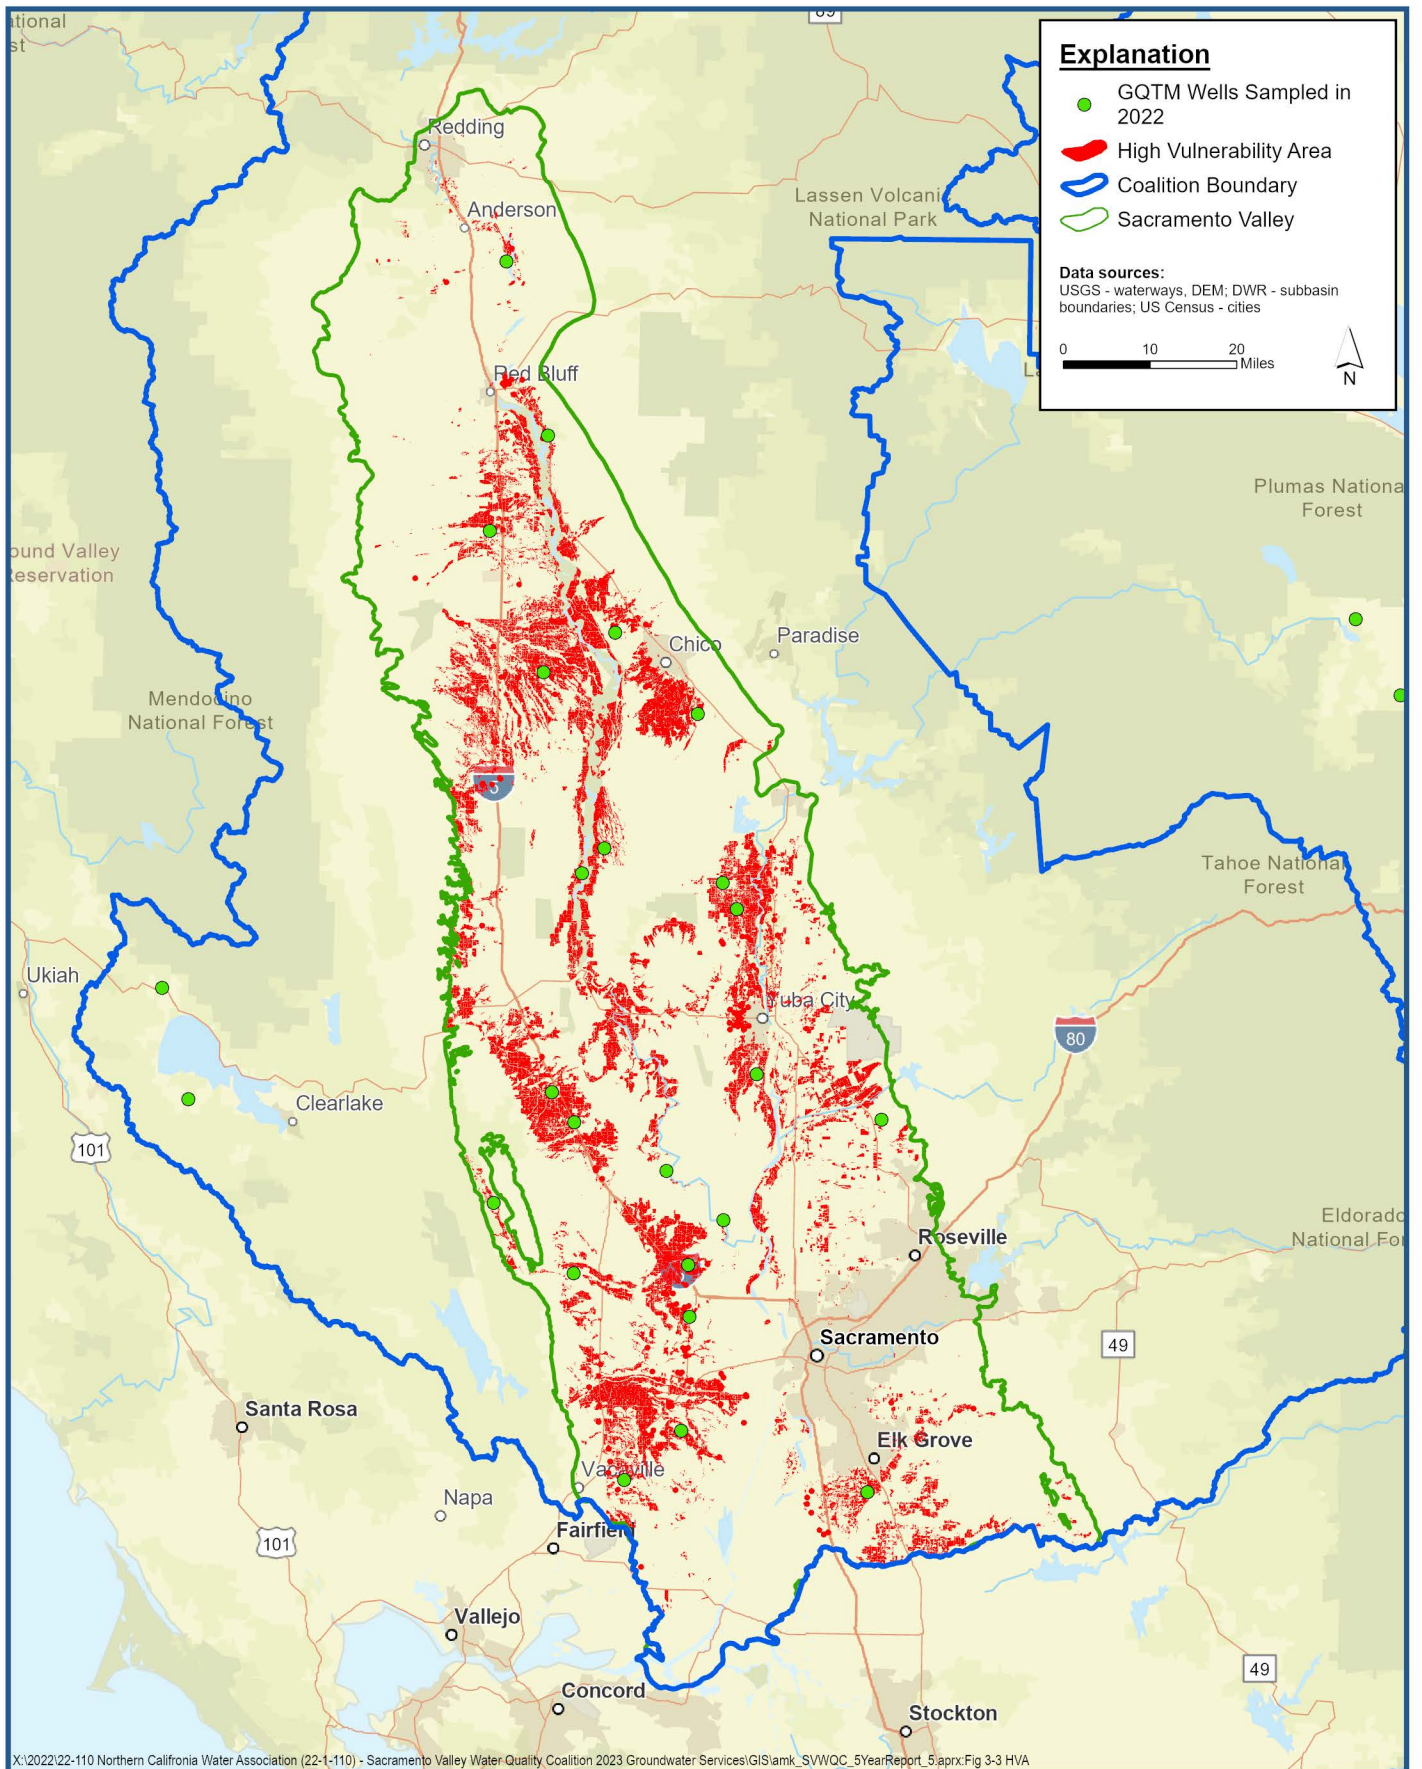 ational
st
89
Explanation
GQTM Wells Sampled in
2022
High Vulnerability Area
Coalition Boundary
Sacramento Valley
Data sources:
USGS - waterways, DEM; DWR - subbasin
boundaries; US Census - cities
0 10 20
Miles
N
Redding
Lassen Volcanic
National Park
Anderson
Red Bluff
Plumas Nationa
Forest
ound Valley
Reservation
Chico
Paradise
Mendocino
National Forest
5
Tahoe National
Forest
Ukiah
Yuba City
80
Clearlake
101
Eldorado
National For
Roseville
Sacramento
49
Santa Rosa
Elk Grove
Vacaville
Napa
101
Fairfield
Vallejo
49
Concord
Stockton
X:\2022\22-110 Northern Califronia Water Association (22-1-110) - Sacramento Valley Water Quality Coalition 2023 Groundwater Services\GIS\amk_SVWQC_5YearReport_5.aprx:Fig 3-3 HVA